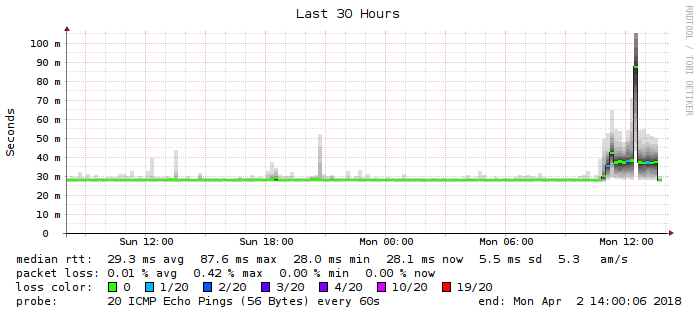 Last 30 Hours
RRDTOOL / TOBI OETIKER
Seconds
100 m
90 m
80 m
70 m
60 m
50 m
40 m
30 m
20 m
10 m
0
Sun 12:00 Sun 18:00 Mon 00:00 Mon 06:00 Mon 12:00
median rtt: 29.3 ms avg 87.6 ms max 28.0 ms min 28.1 ms now 5.5 ms sd 5.3 am/s
packet loss: 0.01 % avg 0.42 % max 0.00 % min 0.00 % now
loss color: 0 1/20 2/20 3/20 4/20 10/20 19/20
probe: 20 ICMP Echo Pings (56 Bytes) every 60s end: Mon Apr 2 14:00:06 2018